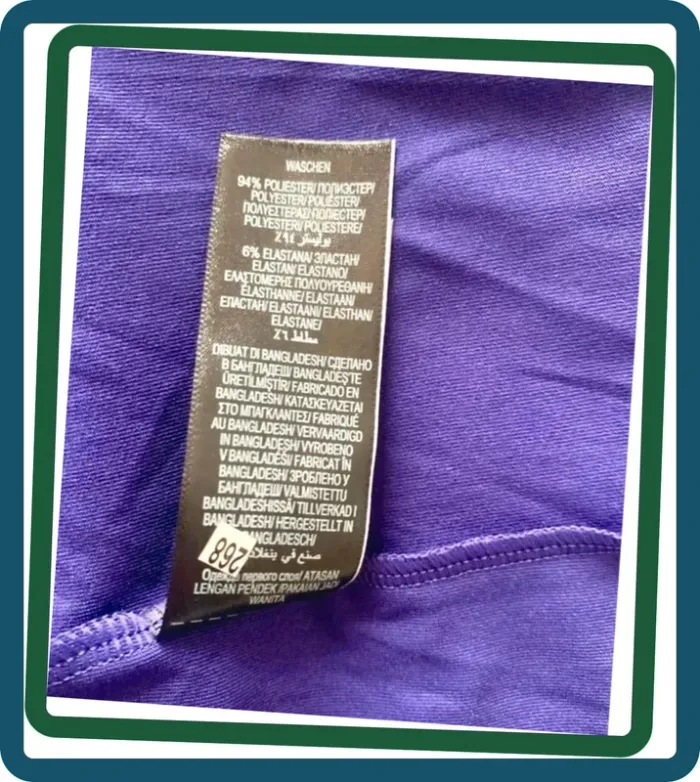 WASCHEN
94% POLIESTER/ ПОЛИЭСТЕР/
POLYESTER/ POLIÉSTER/
ΠΟΛΥΕΣΤΕΡΑΣ/ ПОЛІЕСТЕР/
POLYESTER/ POLIESTERE/
بوليستر ٩٤٪
6% ELASTANA/ ЭЛАСТАН/
ELASTAN/ ELASTANO/
ΕΛΑΣΤΟΜΕΡΗΣ ΠΟΛΥΟΥΡΕΘΑΝΗ/
ÉLASTHANNE/ ELASTAAN/
ЕЛАСТАН/ ELASTAANI/ ELASTHAN/
ELASTANE/
مطاط ٦٪
DIBUAT DI BANGLADESH/ СДЕЛАНО
В БАНГЛАДЕШ/ BANGLADEŞ'TE
ÜRETİLMİŞTİR/ FABRICADO EN
BANGLADESH/ ΚΑΤΑΣΚΕΥΑΖΕΤΑΙ
ΣΤΟ ΜΠΑΓΚΛΑΝΤΕΣ/ FABRIQUÉ
AU BANGLADESH/ VERVAARDIGD
IN BANGLADESH/ VYROBENO
V BANGLADÉŠI/ FABRICAT ÎN
BANGLADESH/ ЗРОБЛЕНО У
БАНГЛАДЕШ/ VALMISTETTU
BANGLADESHISSA/ TILLVERKAD I
BANGLADESH/ HERGESTELLT IN
BANGLADESCH/
صنع في بنغلاد
268
Одежда первого слоя/ ATASAN
LENGAN PENDEK /PAKAIAN JADI
WANITA